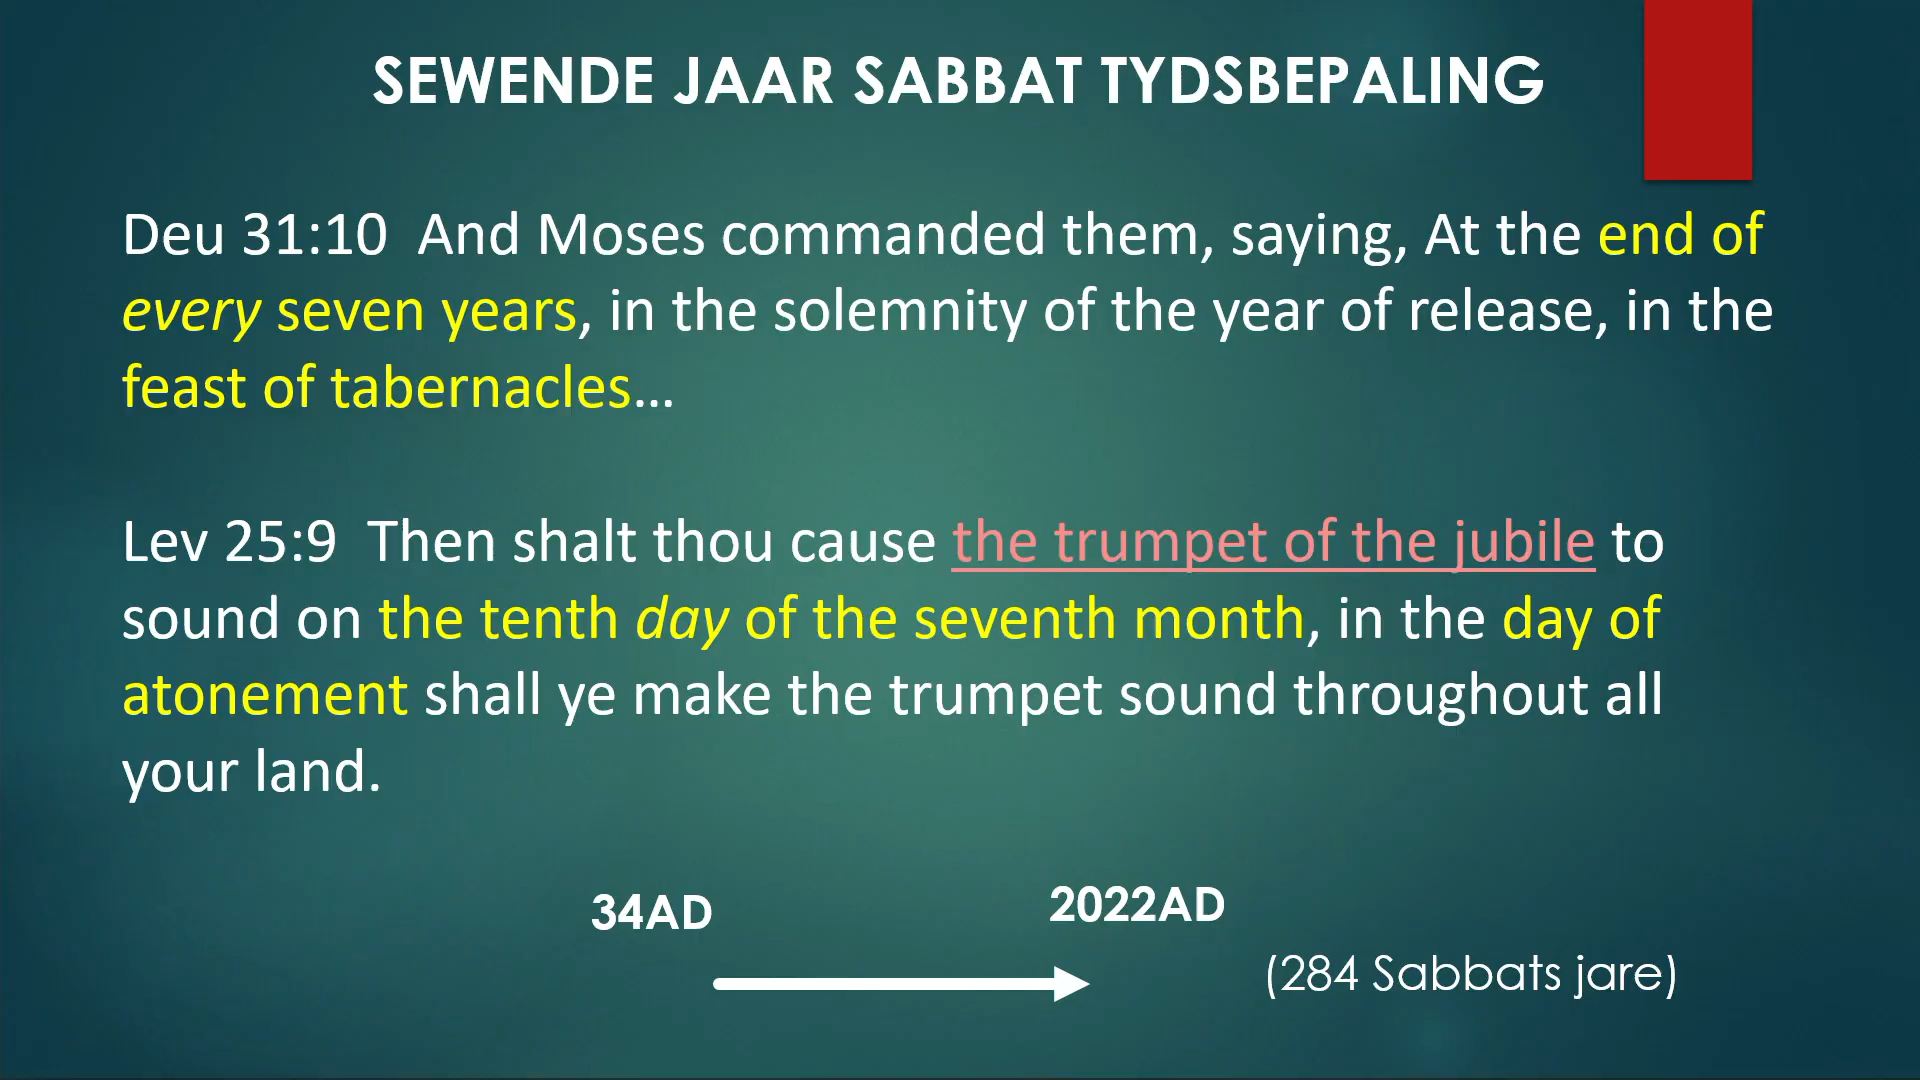 SEWENDE JAAR SABBAT TYDSBEPALING
Deu 31:10  And Moses commanded them, saying, At the end of
every seven years, in the solemnity of the year of release, in the
feast of tabernacles…
Lev 25:9  Then shalt thou cause the trumpet of the jubile to
sound on the tenth day of the seventh month, in the day of
atonement shall ye make the trumpet sound throughout all
your land.
34AD
2022AD
(284 Sabbats jare)